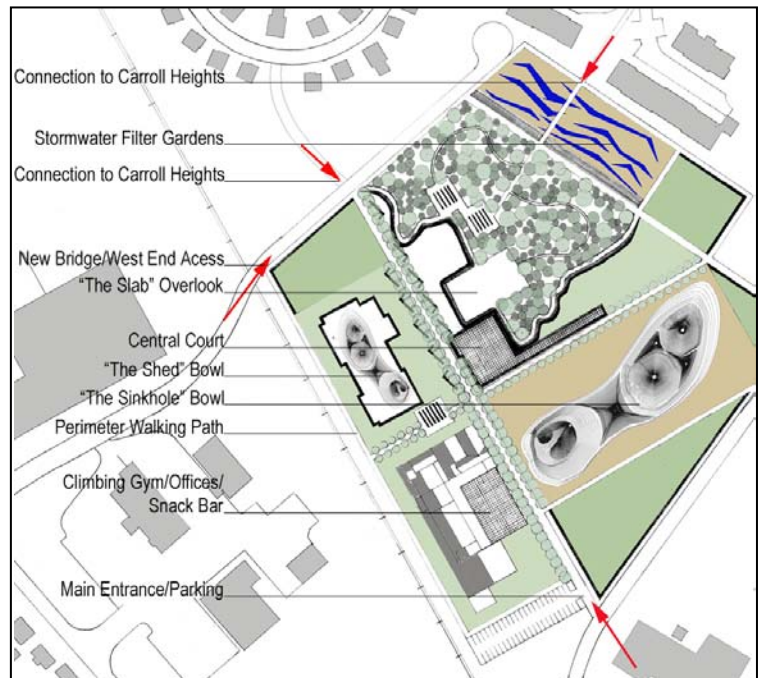 Connection to Carroll Heights
Stormwater Filter Gardens
Connection to Carroll Heights
New Bridge/West End Acess
“The Slab” Overlook
Central Court
“The Shed” Bowl
“The Sinkhole” Bowl
Perimeter Walking Path
Climbing Gym/Offices/
Snack Bar
Main Entrance/Parking